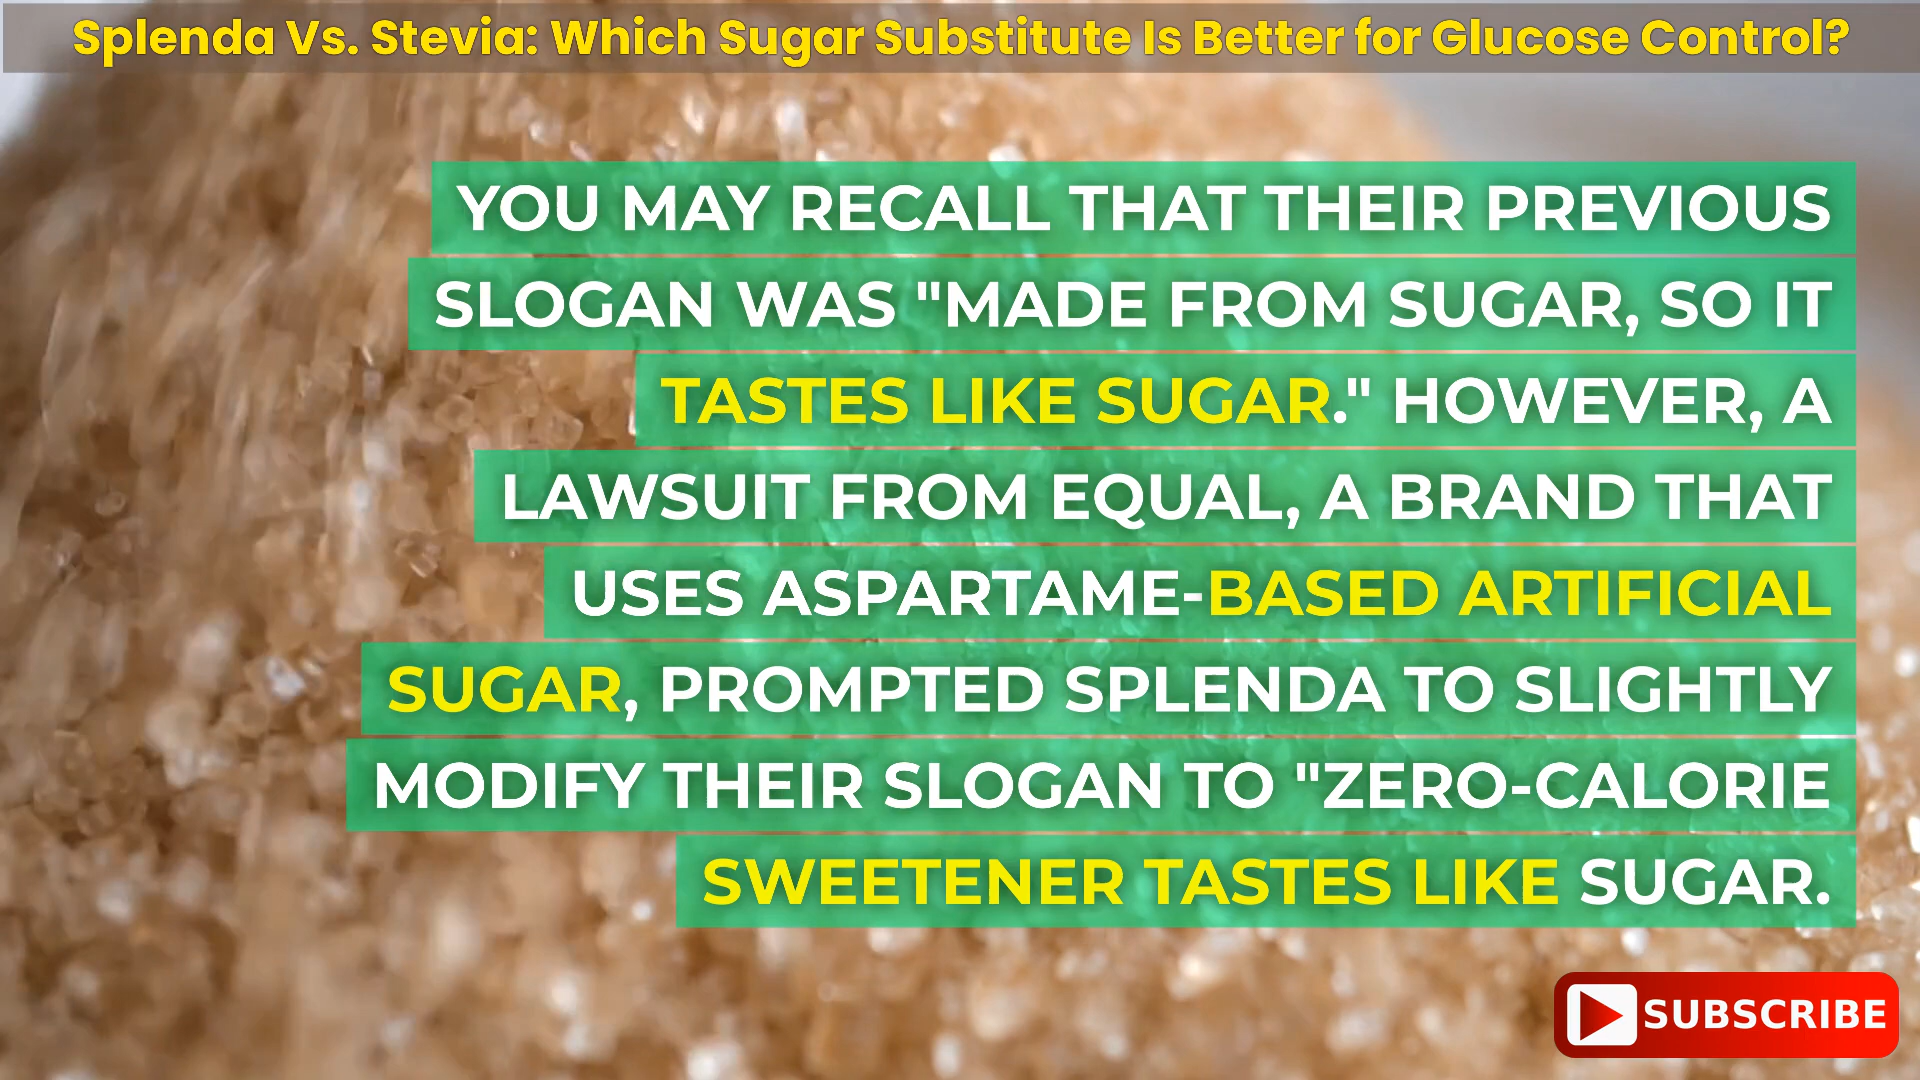 Splenda Vs. Stevia: Which Sugar Substitute Is Better for Glucose Control?
YOU MAY RECALL THAT THEIR PREVIOUS
SLOGAN WAS "MADE FROM SUGAR, SO IT
TASTES LIKE SUGAR." HOWEVER, A
LAWSUIT FROM EQUAL, A BRAND THAT
USES ASPARTAME-BASED ARTIFICIAL
SUGAR, PROMPTED SPLENDA TO SLIGHTLY
MODIFY THEIR SLOGAN TO "ZERO-CALORIE
SWEETENER TASTES LIKE SUGAR.
SUBSCRIBE